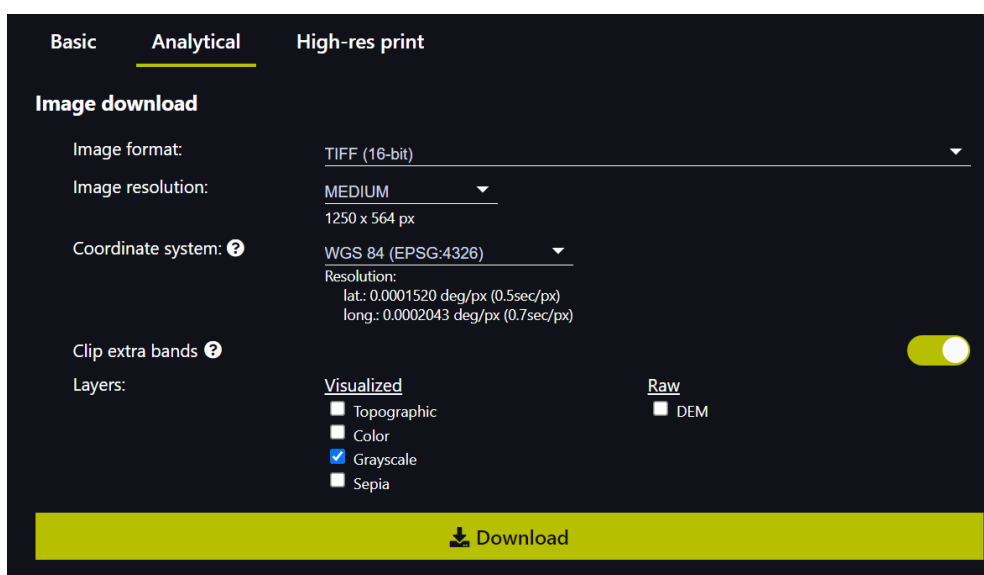 Basic Analytical High-res print
Image download
Image format: TIFF (16-bit)
Image resolution: MEDIUM
1250 x 564 px
Coordinate system: ? WGS 84 (EPSG:4326)
Resolution:
lat.: 0.0001520 deg/px (0.5sec/px)
long.: 0.0002043 deg/px (0.7sec/px)
Clip extra bands ?
Layers: Visualized Raw
Topographic DEM
Color
Grayscale
Sepia
Download